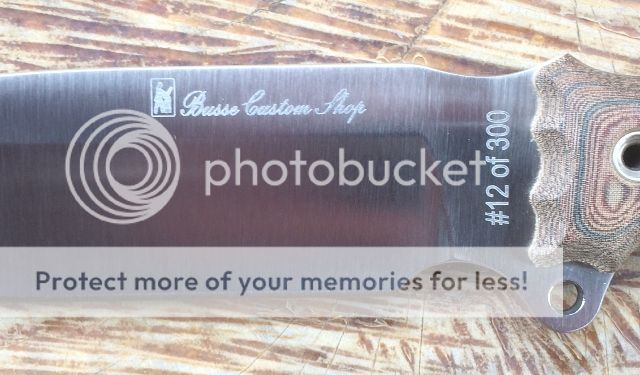 Busse Custom Shop
#12 of 300
photobucket
Protect more of your memories for less!